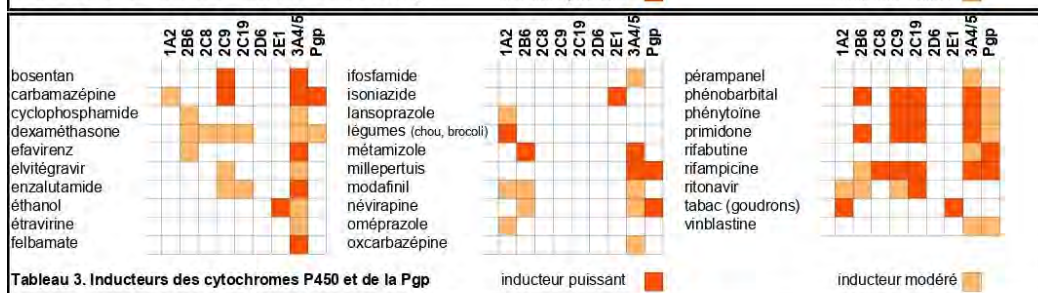 1A2 2B6 2C8 2C9 2C19 2D6 2E1 3A4/5 Pgp
bosentan
carbamazépine
cyclophosphamide
dexaméthasone
efavirenz
elvitégravir
enzalutamide
éthanol
étravirine
felbamate
1A2 2B6 2C8 2C9 2C9 2D6 2E1 3A4/5 Pgp
ifosfamide
isoniazide
lansoprazole
légumes (chou, brocoli)
métamizole
millepertuis
modafinil
névirapine
oméprazole
oxcarbazépine
1A2 2B6 2C8 2C9 2C19 2D6 2E1 3A4/5 Pgp
pérampanel
phénobarbital
phénytoïne
primidone
rifabutine
rifampicine
ritonavir
tabac (goudrons)
vinblastine
Tableau 3. Inducteurs des cytochromes P450 et de la Pgp inducteur puissant inducteur modéré